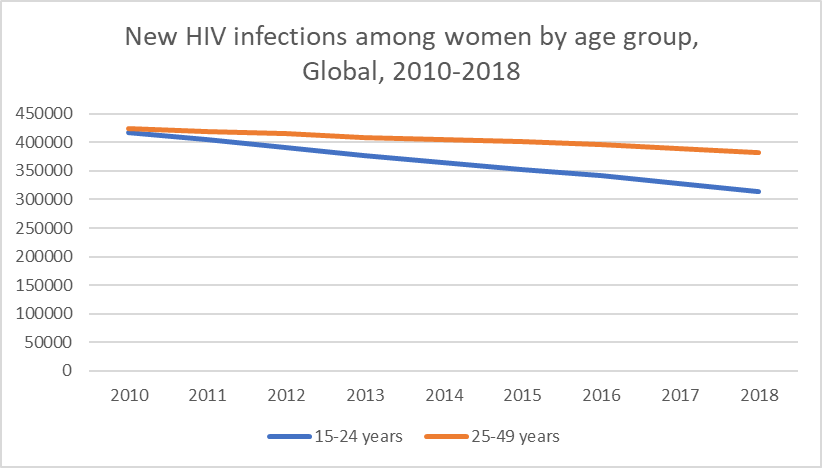 New HIV infections among women by age group,
Global, 2010-2018
450000
400000
350000
300000
250000
200000
150000
100000
50000
0
2010 2011 2012 2013 2014 2015 2016 2017 2018
15-24 years 25-49 years